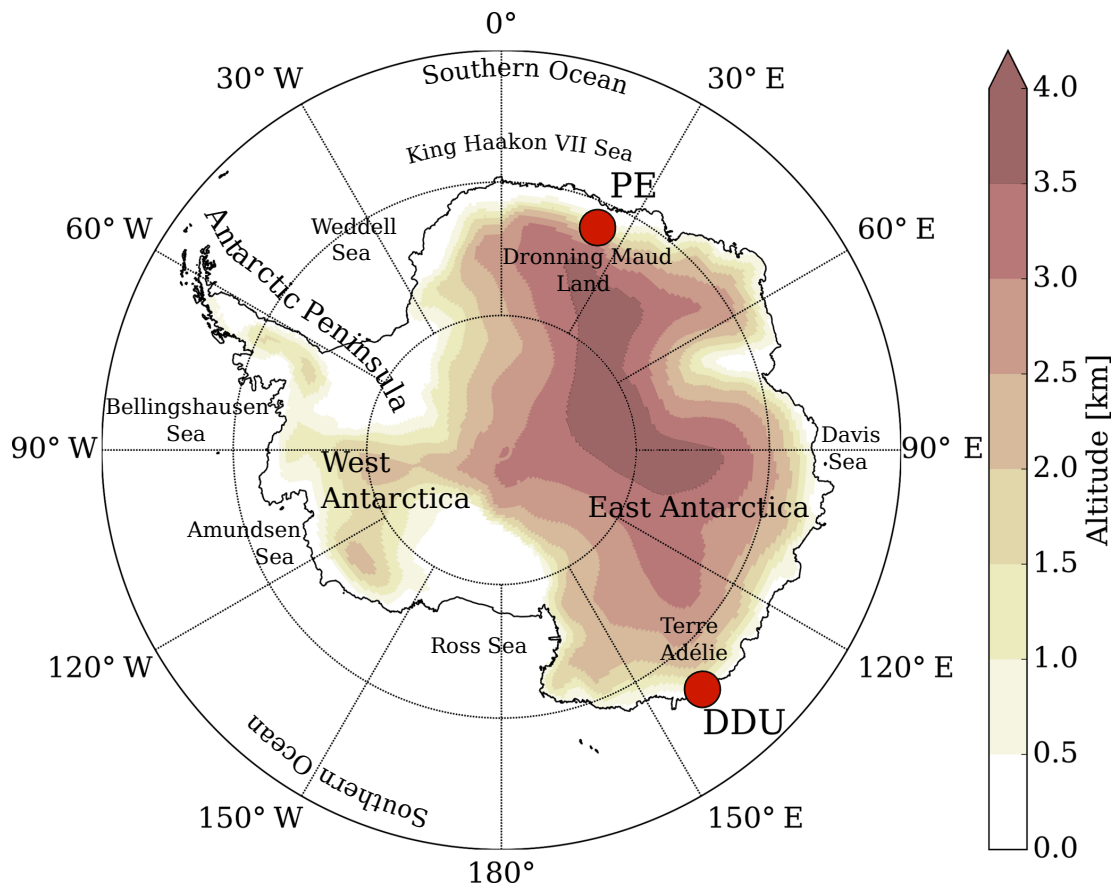 0°
30° W
30° E
Southern Ocean
King Haakon VII Sea
PE
60° W
60° E
Antarctic Peninsula
Weddell
Sea
Dronning Maud
Land
Bellingshausen
Sea
Davis
Sea
90° W
90° E
West
Antarctica
East Antarctica
Amundsen
Sea
Ross Sea
Terre
Adélie
120° W
120° E
DDU
Southern Ocean
150° W
150° E
180°
4.0
3.5
3.0
2.5
2.0
1.5
1.0
0.5
0.0
Altitude [km]